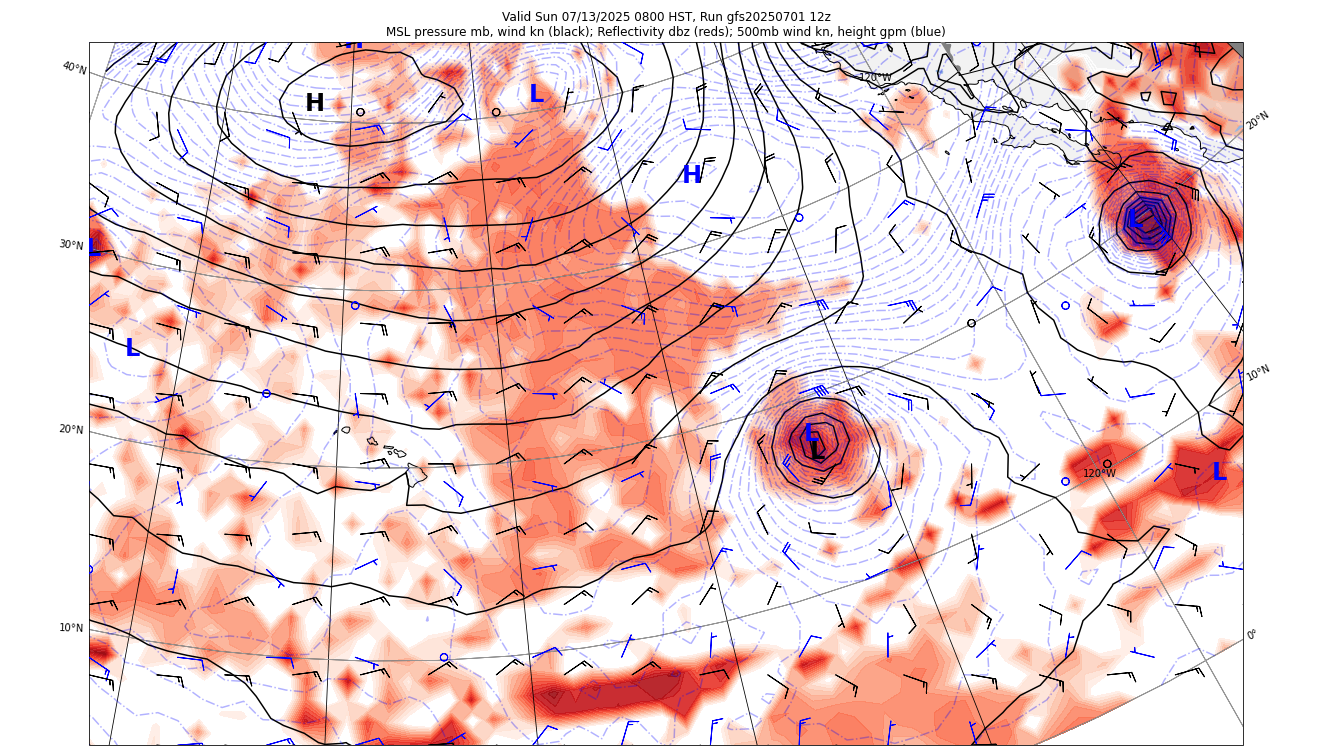 Valid Sun 07/13/2025 0800 HST, Run gfs20250701 12z
MSL pressure mb, wind kn (black); Reflectivity dbz (reds); 500mb wind kn, height gpm (blue)
H
40°N
120°W
H
L
20°N
H
L
30°N
L
L
10°N
20°N
L
L
120°W
L
10°N
0°